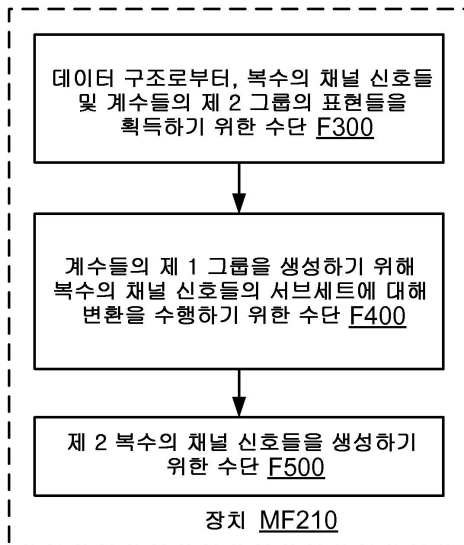 데이터 구조로부터, 복수의 채널 신호들
및 계수들의 제 2 그룹의 표현들을
획득하기 위한 수단 F300
계수들의 제 1 그룹을 생성하기 위해
복수의 채널 신호들의 서브세트에 대해
변환을 수행하기 위한 수단 F400
제 2 복수의 채널 신호들을 생성하기
위한 수단 F500
장치 MF210